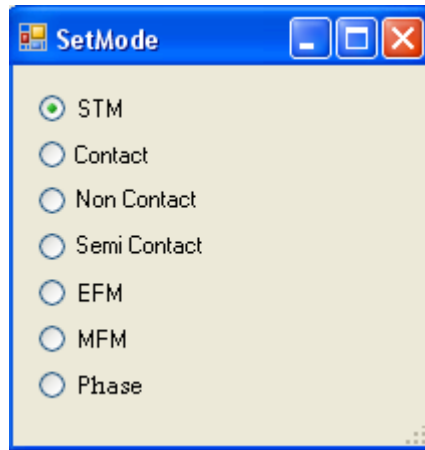 SetMode
STM
Contact
Non Contact
Semi Contact
EFM
MFM
Phase